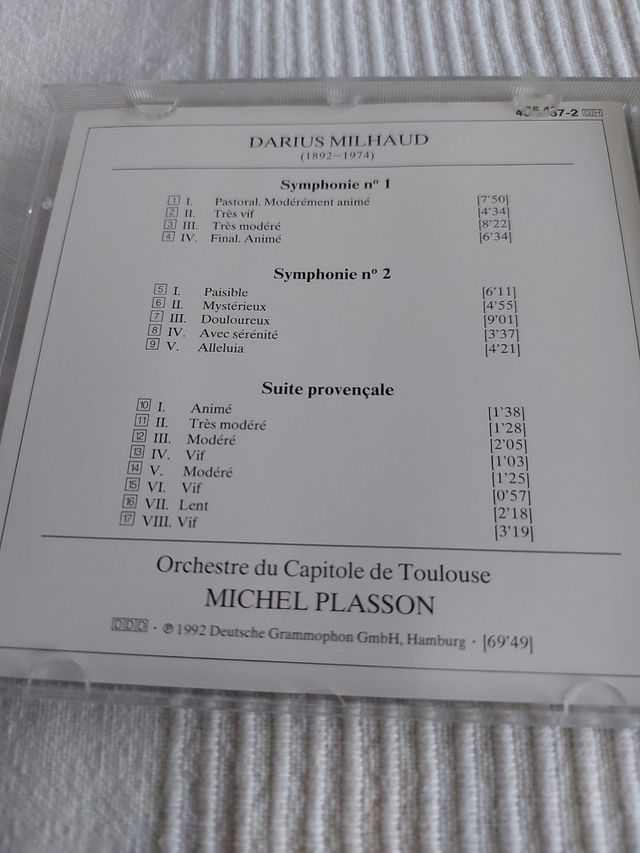 -2 GH
DARIUS MILHAUD
(1892–1974)
Symphonie nº 1
1 I. Pastoral. Modérément animé [7'50]
2 II. Très vif [4'34]
3 III. Très modéré [8'22]
4 IV. Final. Animé [6'34]
Symphonie nº 2
5 I. Paisible [6'11]
6 II. Mystérieux [4'55]
7 III. Douloureux [9'01]
8 IV. Avec sérénité [3'37]
9 V. Alleluia [4'21]
Suite provençale
10 I. Animé [1'38]
11 II. Très modéré [1'28]
12 III. Modéré [2'05]
13 IV. Vif [1'03]
14 V. Modéré [1'25]
15 VI. Vif [0'57]
16 VII. Lent [2'18]
17 VIII. Vif [3'19]
Orchestre du Capitole de Toulouse
MICHEL PLASSON
DDD · ℗ 1992 Deutsche Grammophon GmbH, Hamburg · [69'49]